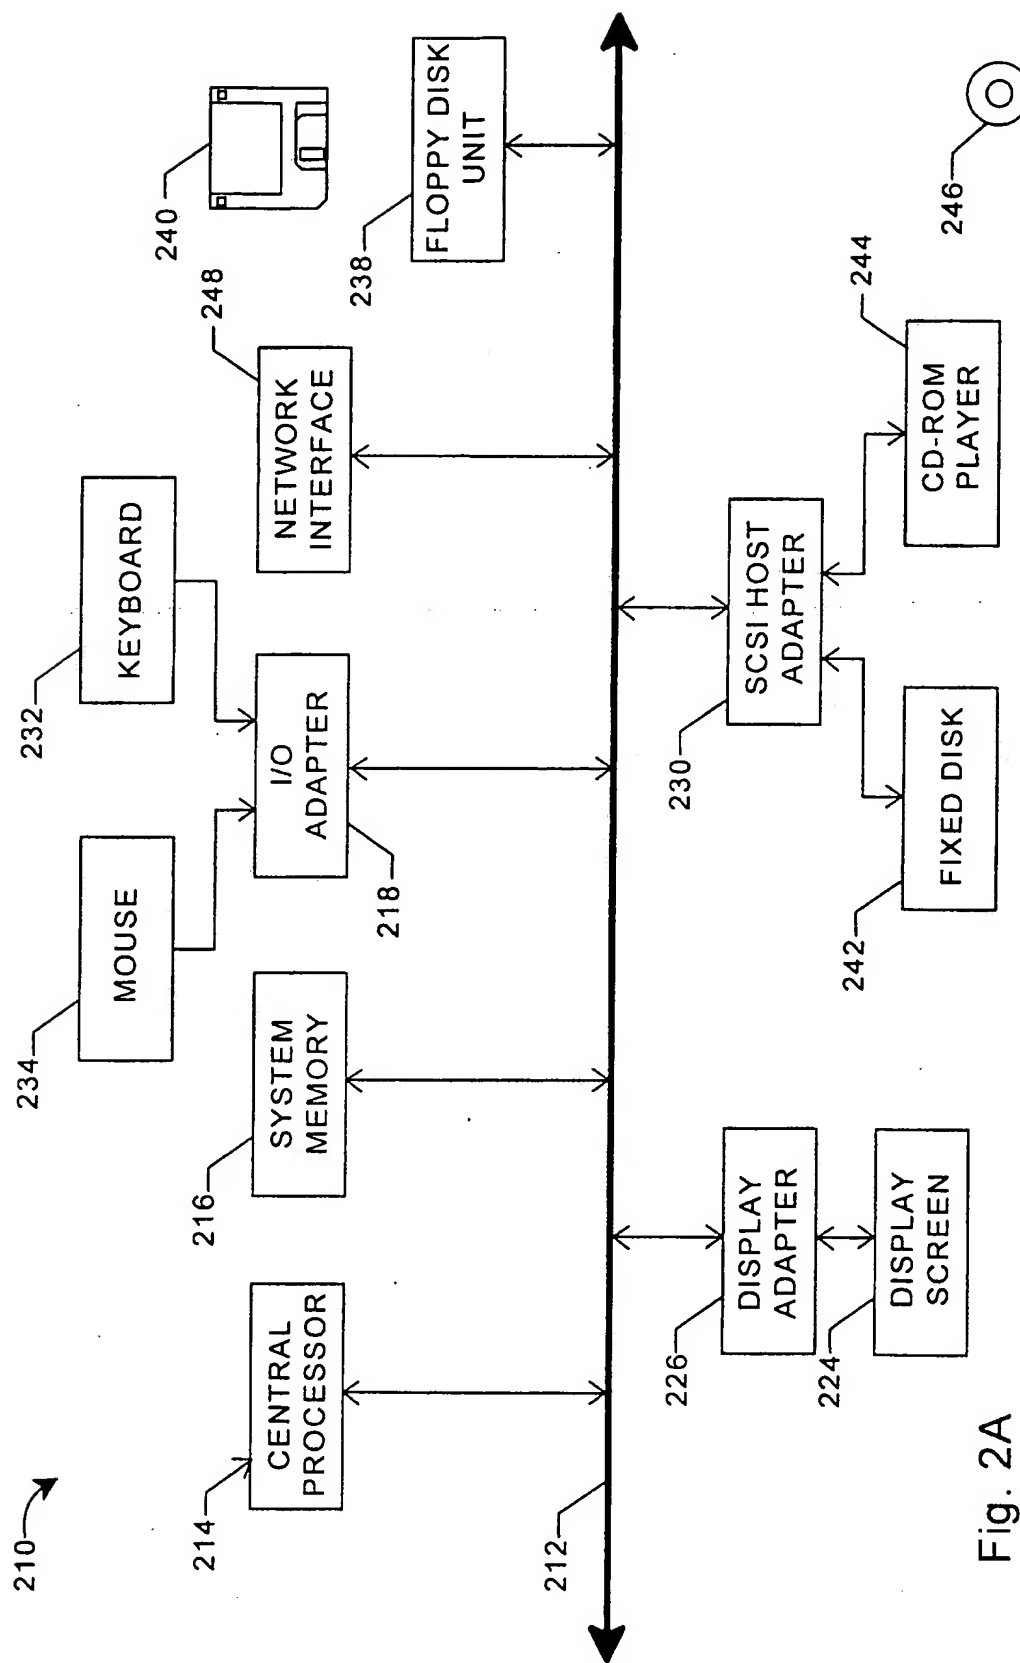 210
234
MOUSE
232
KEYBOARD
240
214
CENTRAL
PROCESSOR
216
SYSTEM
MEMORY
I/O
ADAPTER
218
248
NETWORK
INTERFACE
238
FLOPPY DISK
UNIT
212
226
DISPLAY
ADAPTER
230
SCSI HOST
ADAPTER
224
DISPLAY
SCREEN
242
FIXED DISK
244
CD-ROM
PLAYER
246
Fig. 2A